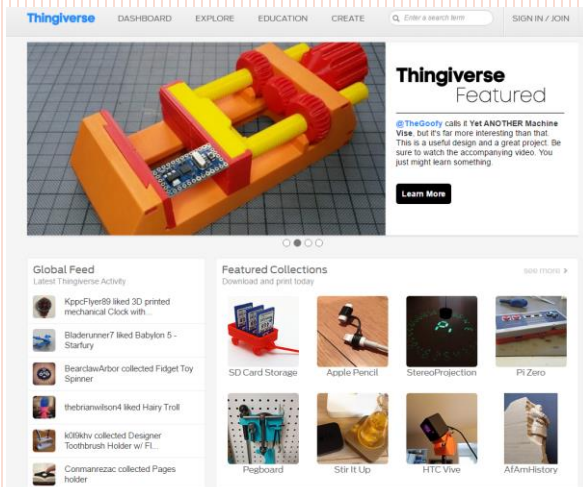 Thingiverse DASHBOARD EXPLORE EDUCATION CREATE Enter a search term SIGN IN / JOIN
Thingiverse
Featured
@TheGoofy calls it Yet ANOTHER Machine
Vise, but it's far more interesting than that.
This is a useful design and a great project. Be
sure to watch the accompanying video. You
just might learn something.
Learn More
Global Feed
Latest Thingiverse Activity
KppcFlyer89 liked 3D printed
mechanical Clock with...
Bladerunner7 liked Babylon 5 -
Starfury
BearclawArbor collected Fidget Toy
Spinner
thebrianwilson4 liked Hairy Troll
k0fikhv collected Designer
Toothbrush Holder w/ Fl...
Conmanrezac collected Pages
holder
Featured Collections see more >
Download and print today
SD Card Storage Apple Pencil StereoProjection Pi Zero
Pegboard Stir It Up HTC Vive AfAmHistory